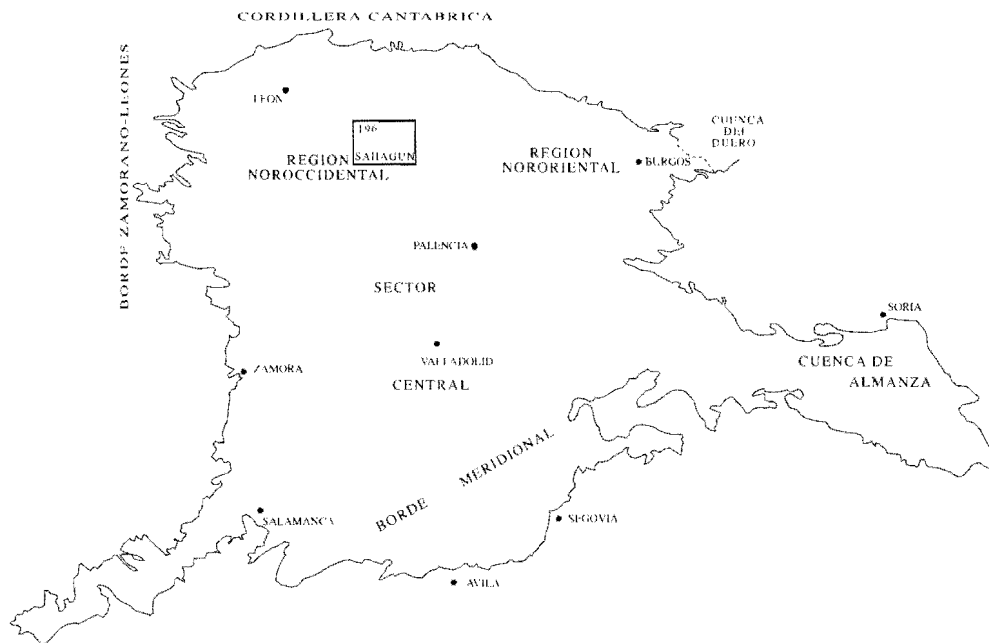 CORDILLERA CANTABRICA
BORDE ZAMORANO-LEONES
LEON
196
SAHAGUN
REGION
NOROCCIDENTAL
REGION
NORORIENTAL
CUENCA
DEL
DUERO
BURGOS
PALENCIA
SECTOR
SORIA
VALLADOLID
CUENCA DE
ALMANZA
ZAMORA
CENTRAL
BORDE MERIDIONAL
SALAMANCA
SEGOVIA
AVILA